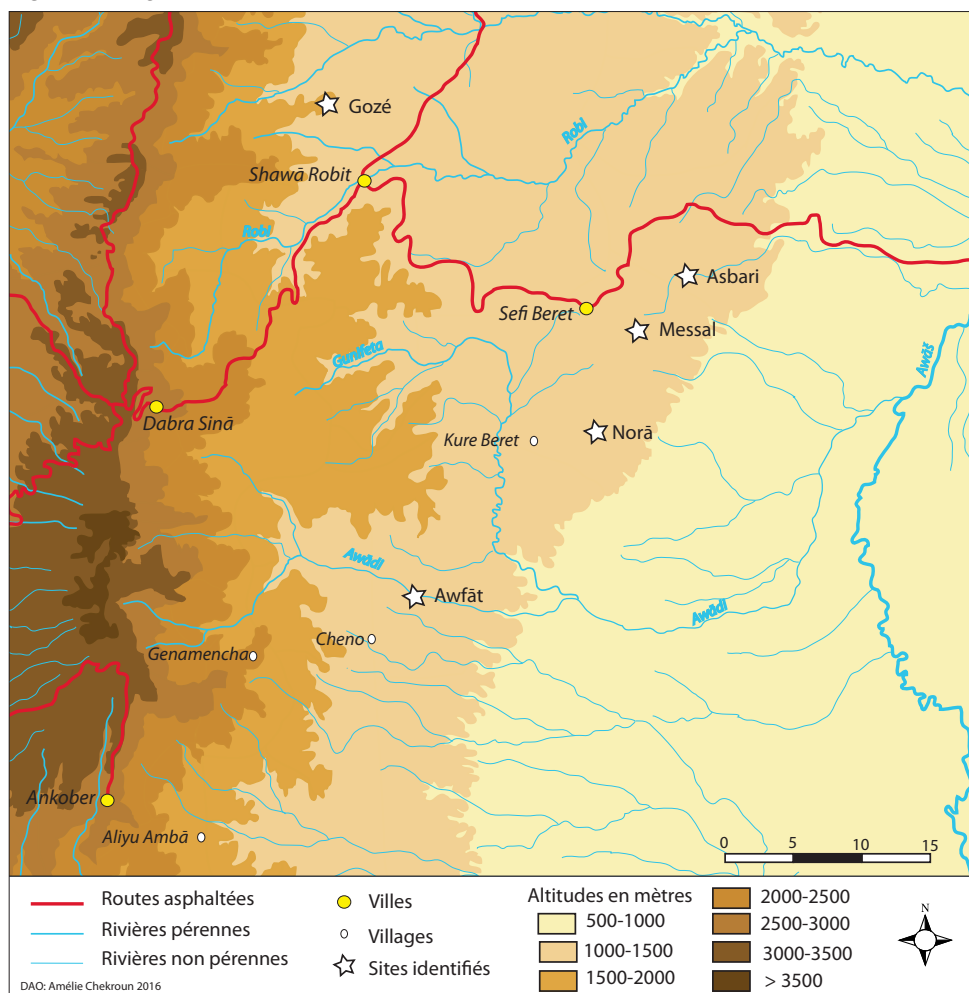 Gozé
Shawā Robit
Robi
Robi
Asbari
Sefi Beret
Messal
Gunifeta
Awāš
Dabra Sinā
Kure Beret
Norā
Awādi
Awfāt
Awādi
Cheno
Genamencha
Ankober
Aliyu Ambā
0 5 10 15
Routes asphaltées
Rivières pérennes
Rivières non pérennes
Villes
Villages
Sites identifiés
Altitudes en mètres
500-1000
1000-1500
1500-2000
2000-2500
2500-3000
3000-3500
> 3500
N
DAO: Amélie Chekroun 2016